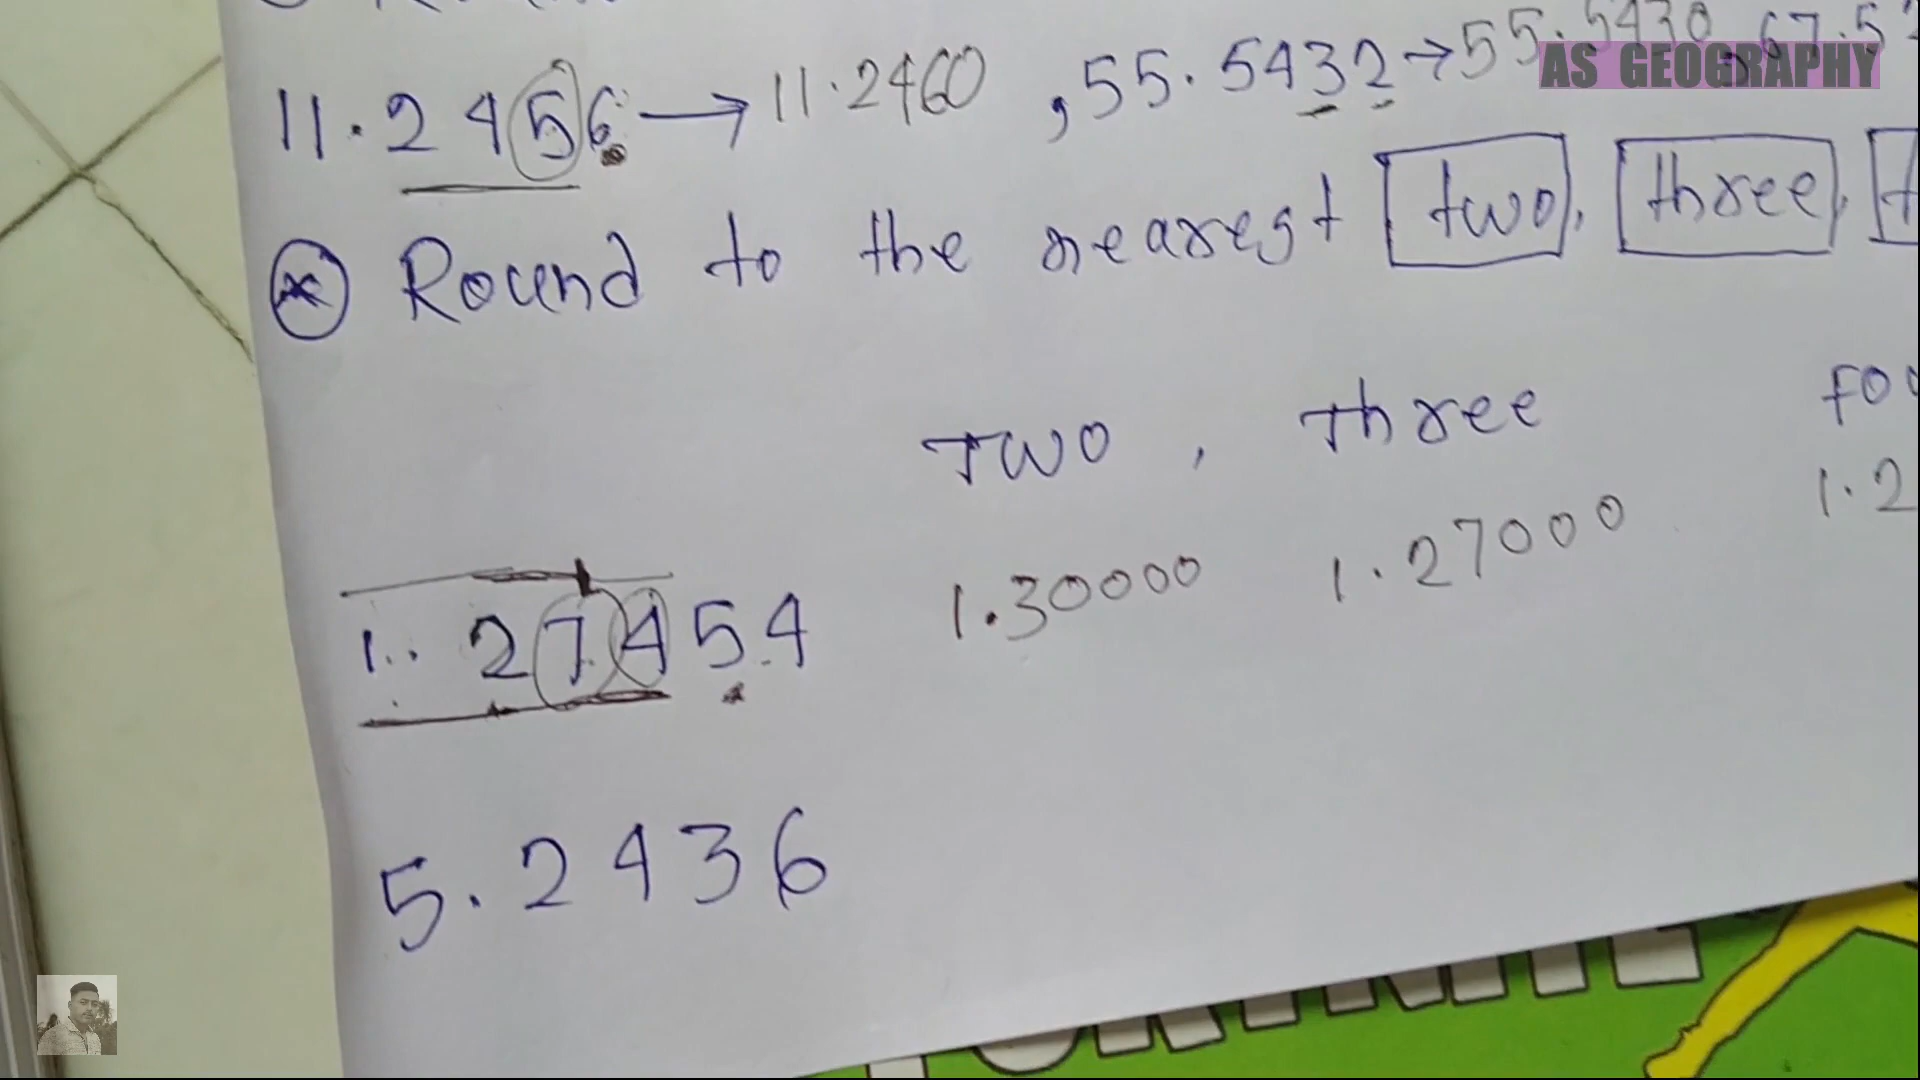 11.2456 → 11.2460 , 55.5432 → 55.5430, 67.5
AS GEOGRAPHY
Round to the nearest two, three,
TWO , Three
1.27454 1.30000 1.27000 1.2
5.2436